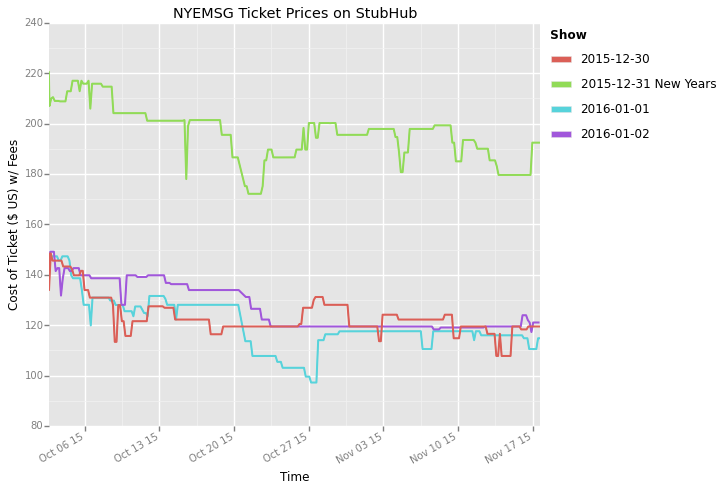 NYEMSG Ticket Prices on StubHub
Show
2015-12-30
2015-12-31 New Years
2016-01-01
2016-01-02
Cost of Ticket ($ US) w/ Fees
240
220
200
180
160
140
120
100
80
Oct 06 15
Oct 13 15
Oct 20 15
Oct 27 15
Nov 03 15
Nov 10 15
Nov 17 15
Time